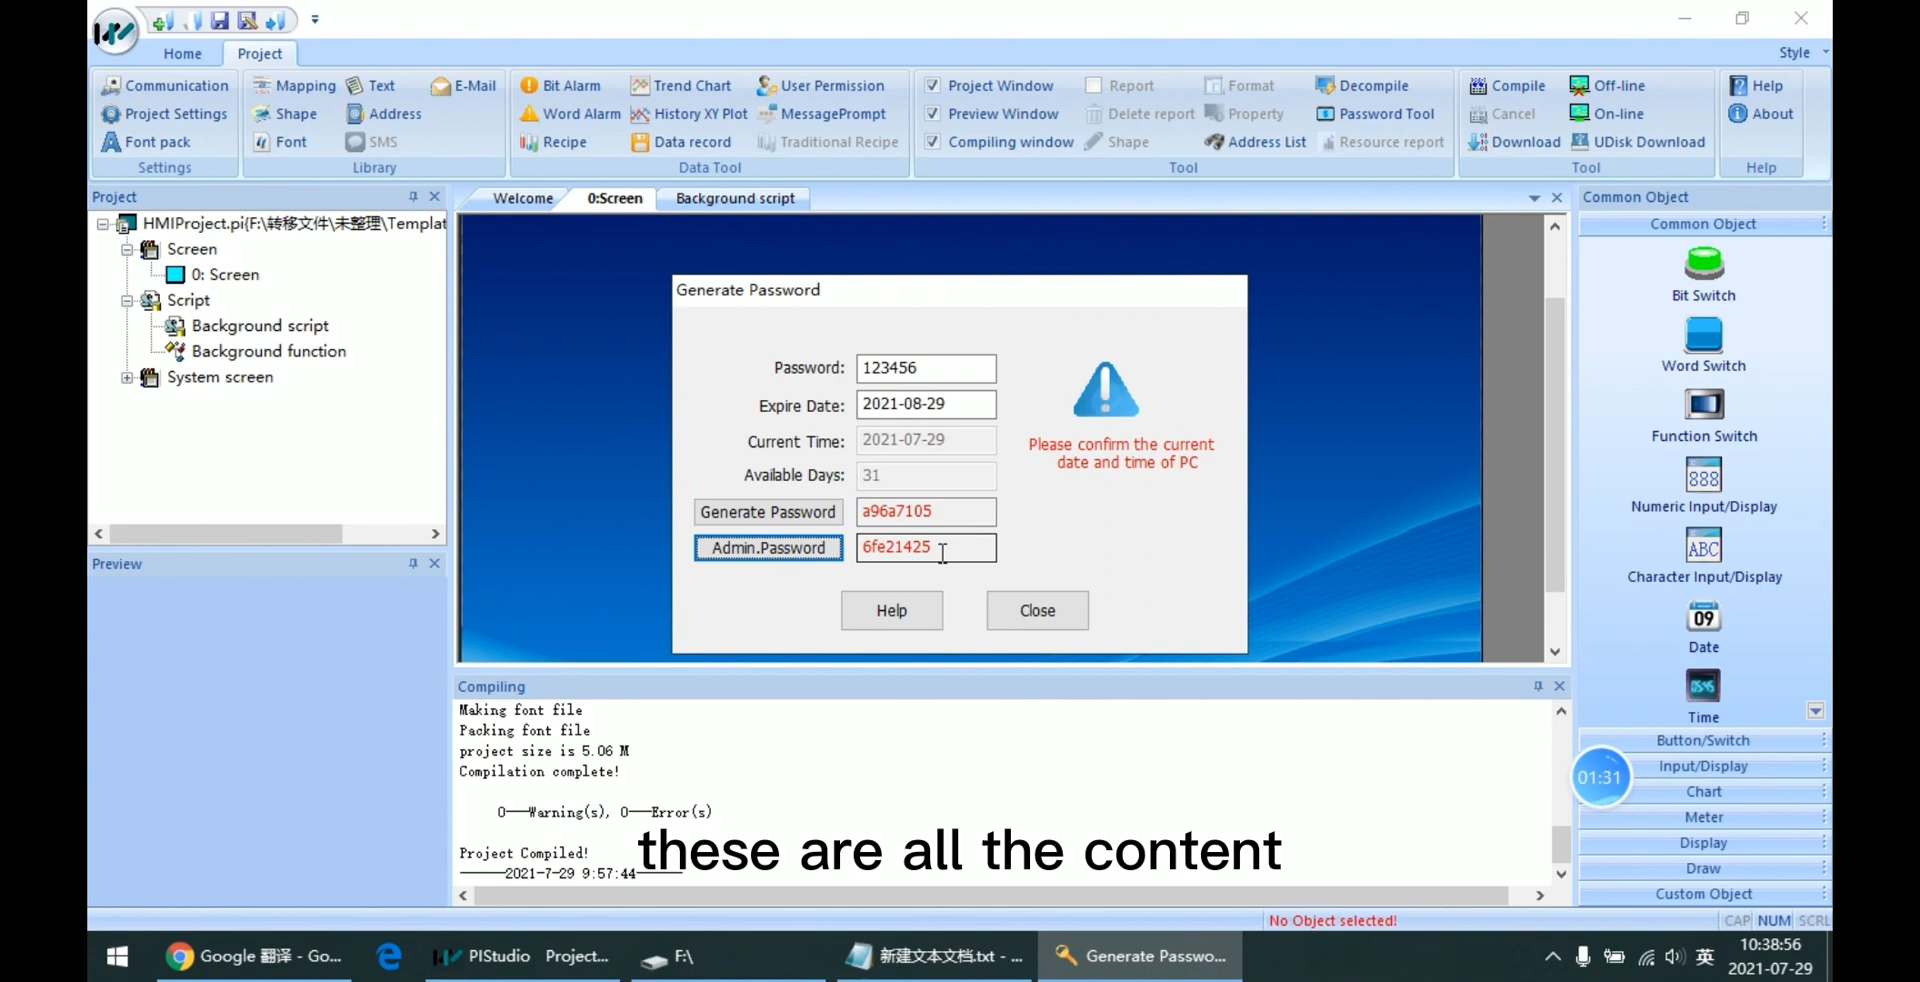 Home
Project
Style
Communication
Project Settings
Font pack
Settings
Mapping
Text
E-Mail
Shape
Address
Font
SMS
Library
Bit Alarm
Trend Chart
User Permission
Word Alarm
History XY Plot
MessagePrompt
Recipe
Data record
Traditional Recipe
Data Tool
Project Window
Report
Format
Decompile
Preview Window
Delete report
Property
Password Tool
Compiling window
Shape
Address List
Resource report
Tool
Compile
Off-line
Cancel
On-line
Download
UDisk Download
Tool
Help
About
Help
Project
HMIProject.pi{F:\转移文件\未整理\Templat
Screen
0: Screen
Script
Background script
Background function
System screen
Preview
Welcome
0:Screen
Background script
Generate Password
Password:
123456
Expire Date:
2021-08-29
Current Time:
2021-07-29
Available Days:
31
Generate Password
a96a7105
Admin.Password
6fe21425
Please confirm the current
date and time of PC
Help
Close
Compiling
Making font file
Packing font file
project size is 5.06 M
Compilation complete!
0——Warning(s), 0——Error(s)
Project Compiled!
———2021-7-29 9:57:44———
these are all the content
Common Object
Common Object
Bit Switch
Word Switch
Function Switch
888
Numeric Input/Display
ABC
Character Input/Display
09
Date
05:45
Time
Button/Switch
Input/Display
Chart
Meter
Display
Draw
Custom Object
01:31
No Object selected!
CAP NUM SCRL
Google 翻译 - Go...
PIStudio Project...
F:\
新建文本文档.txt - ...
Generate Passwo...
英
10:38:56
2021-07-29